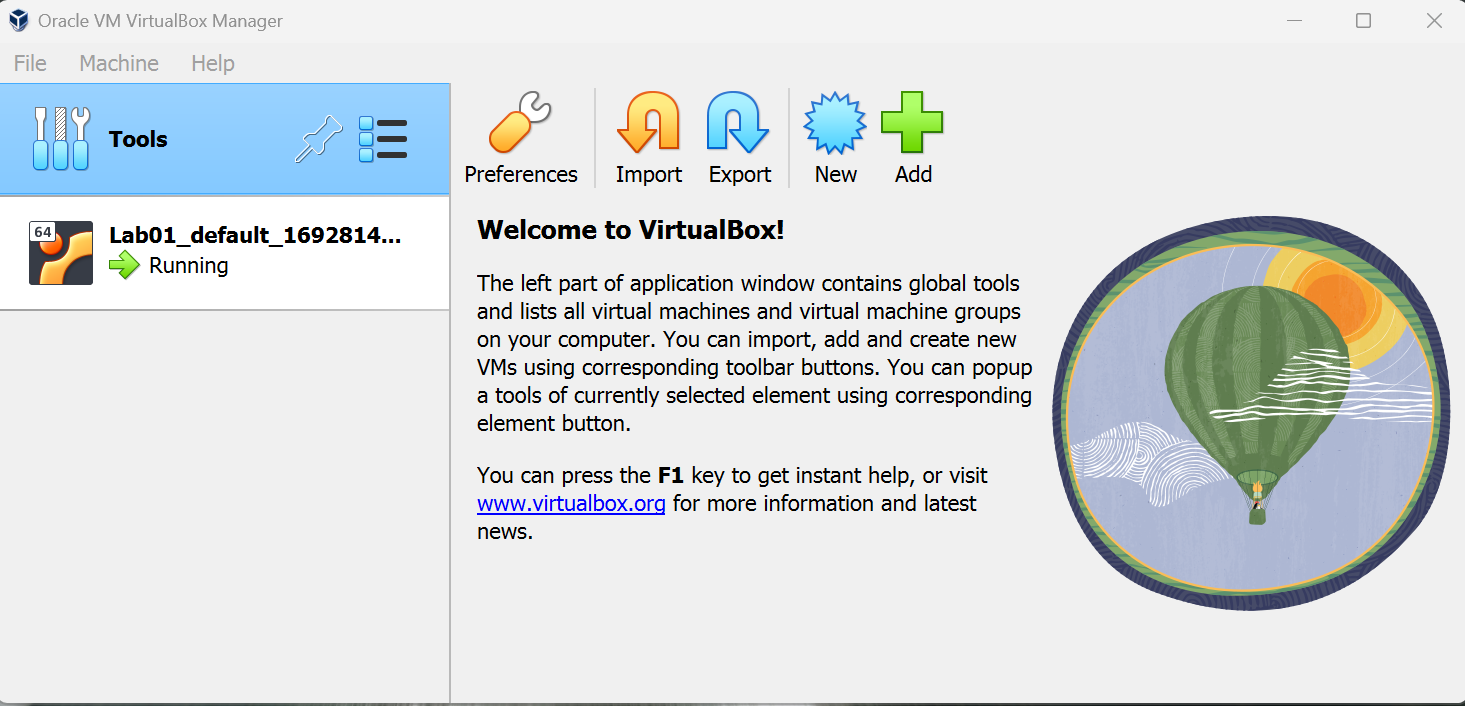 Oracle VM VirtualBox Manager
File Machine Help
Tools
Preferences Import Export New Add
64
Lab01_default_1692814...
Running
Welcome to VirtualBox!
The left part of application window contains global tools
and lists all virtual machines and virtual machine groups
on your computer. You can import, add and create new
VMs using corresponding toolbar buttons. You can popup
a tools of currently selected element using corresponding
element button.
You can press the F1 key to get instant help, or visit
www.virtualbox.org for more information and latest
news.